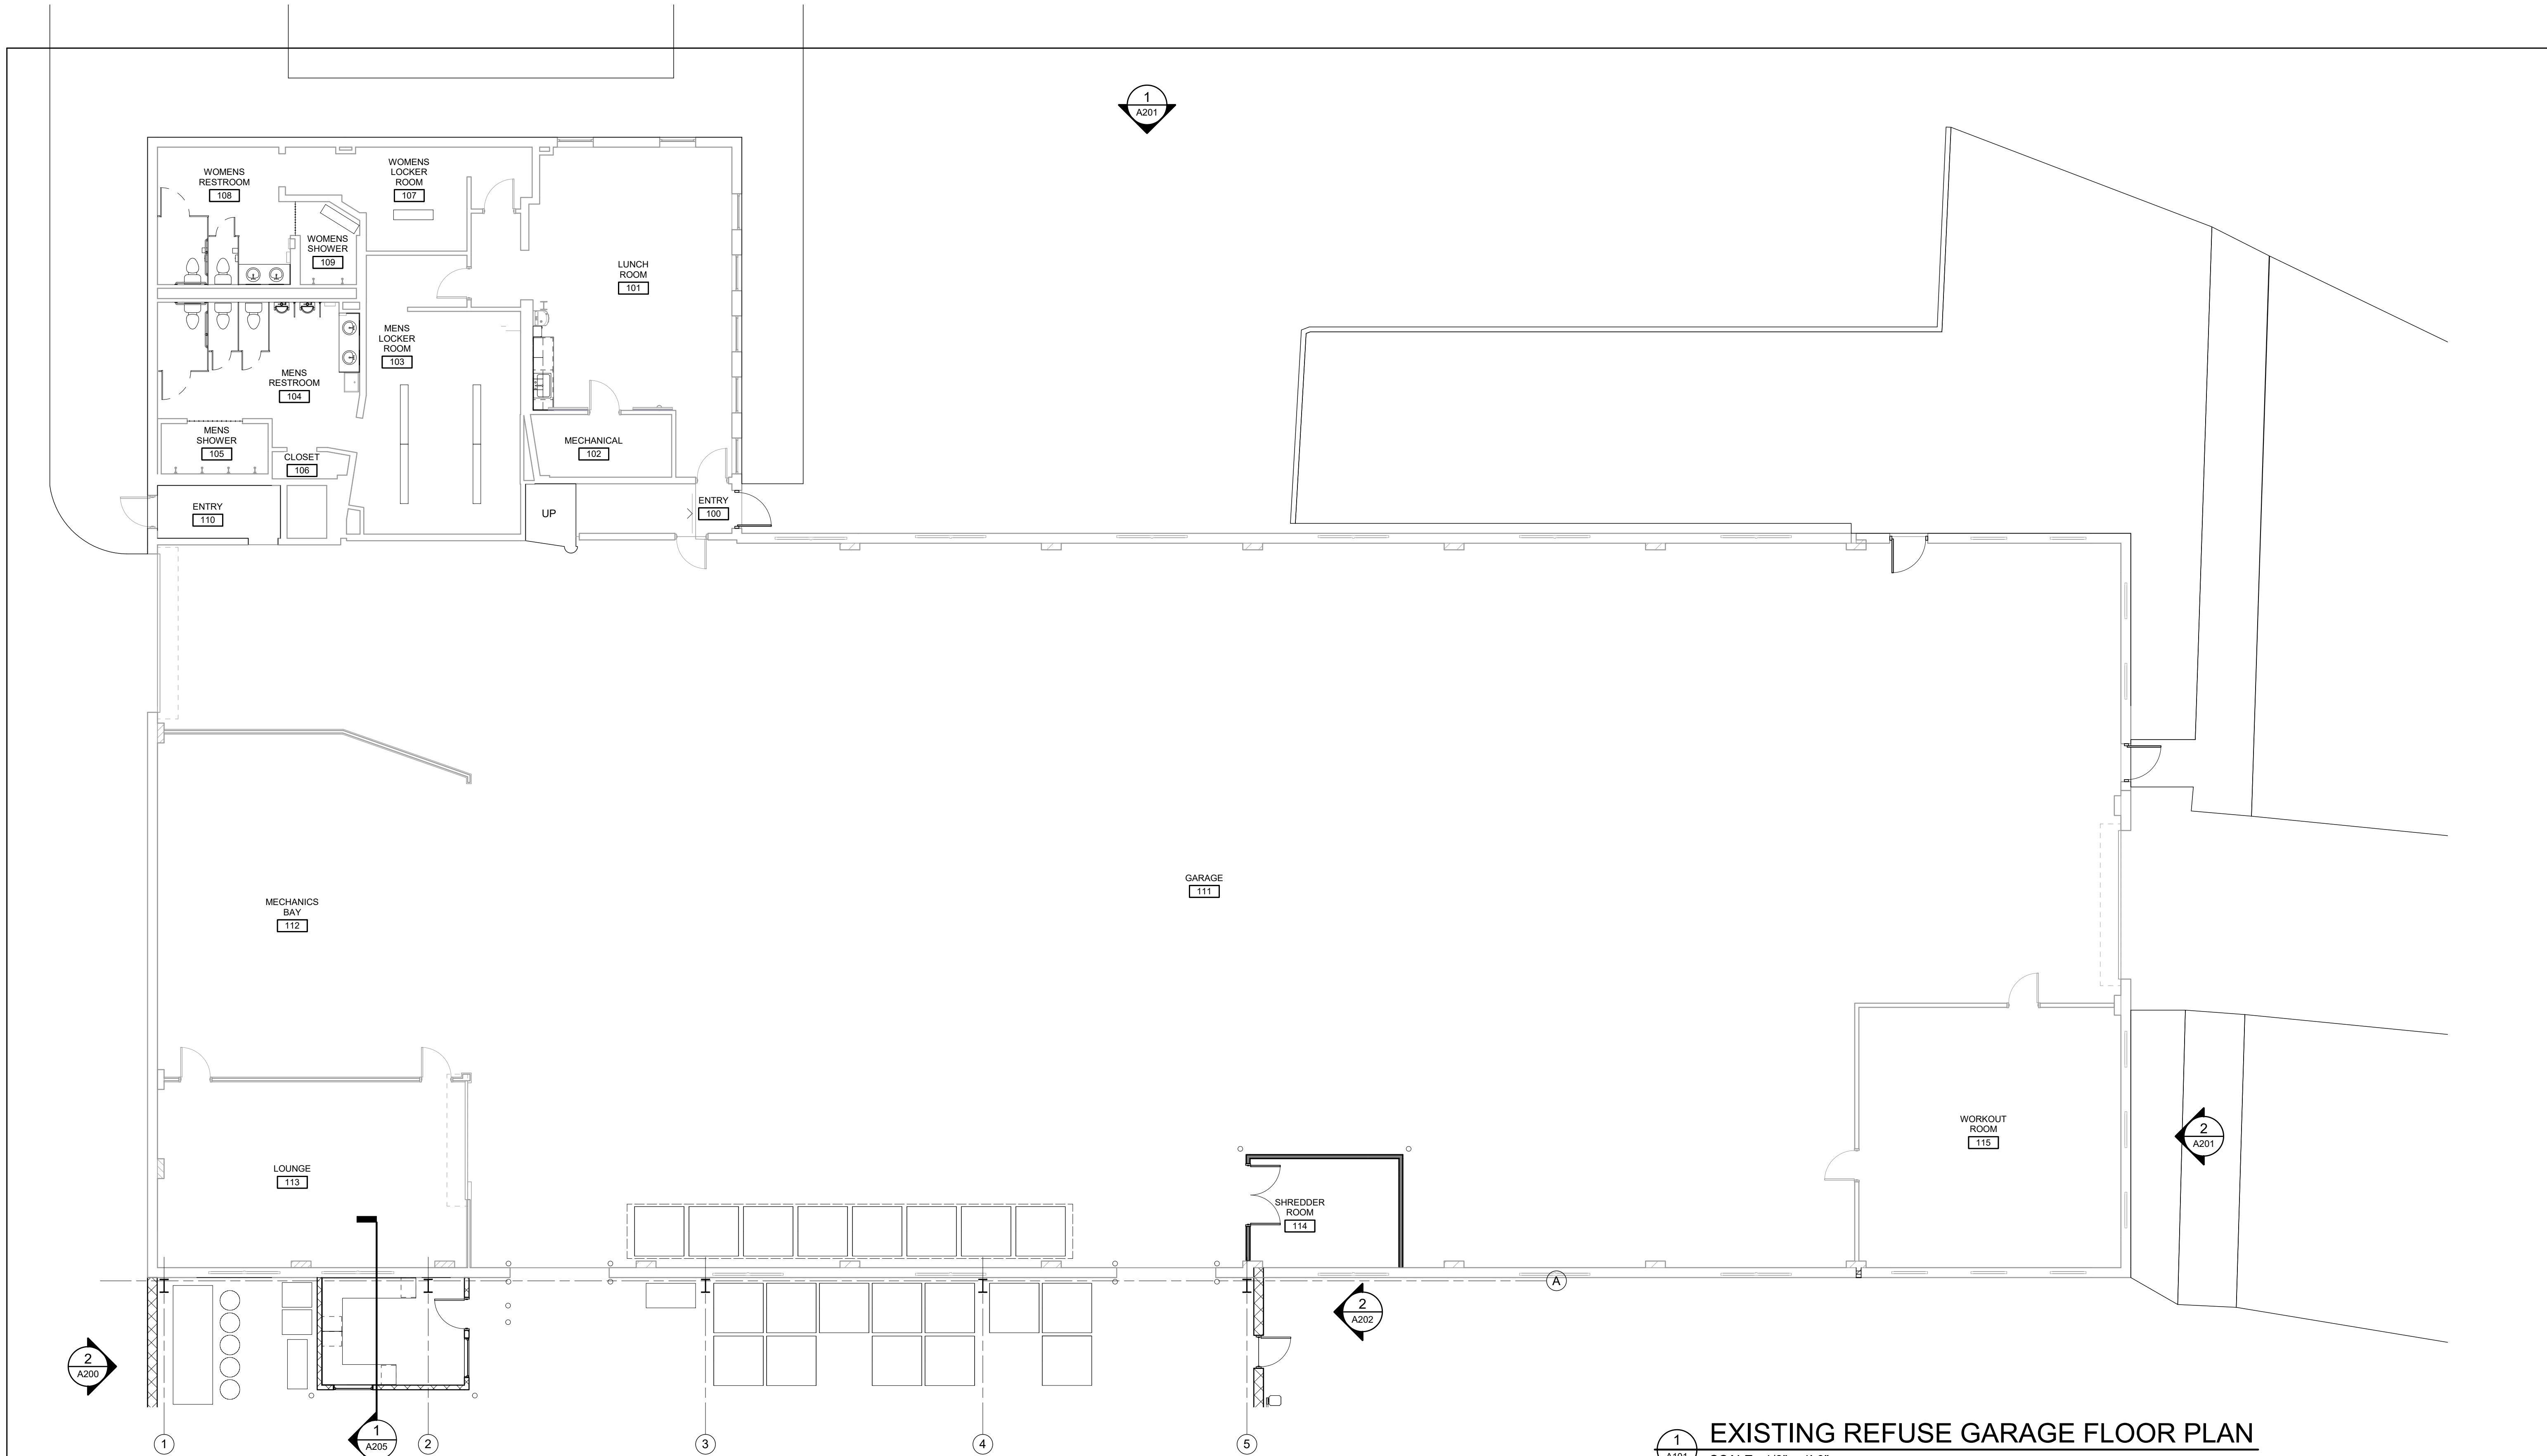 1
A201
WOMENS
RESTROOM
108
WOMENS
LOCKER
ROOM
107
WOMENS
SHOWER
109
LUNCH
ROOM
101
MENS
LOCKER
ROOM
103
MENS
RESTROOM
104
MENS
SHOWER
105
CLOSET
106
MECHANICAL
102
ENTRY
110
UP
ENTRY
100
GARAGE
111
MECHANICS
BAY
112
WORKOUT
ROOM
115
2
A201
LOUNGE
113
SHREDDER
ROOM
114
A
2
A202
2
A200
1
1
A205
2
3
4
5
1
EXISTING REFUSE GARAGE FLOOR PLAN